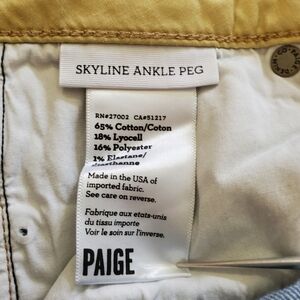 SKYLINE ANKLE PEG
RN#27002 CA#51217
65% Cotton/Coton
18% Lyocell
16% Polyester
1% Elastane/
Made in the USA of
imported fabric.
See care on reverse.
Fabrique aux etats-unis
du tissu importe
Voir le soin sur l'inverse.
PAIGE